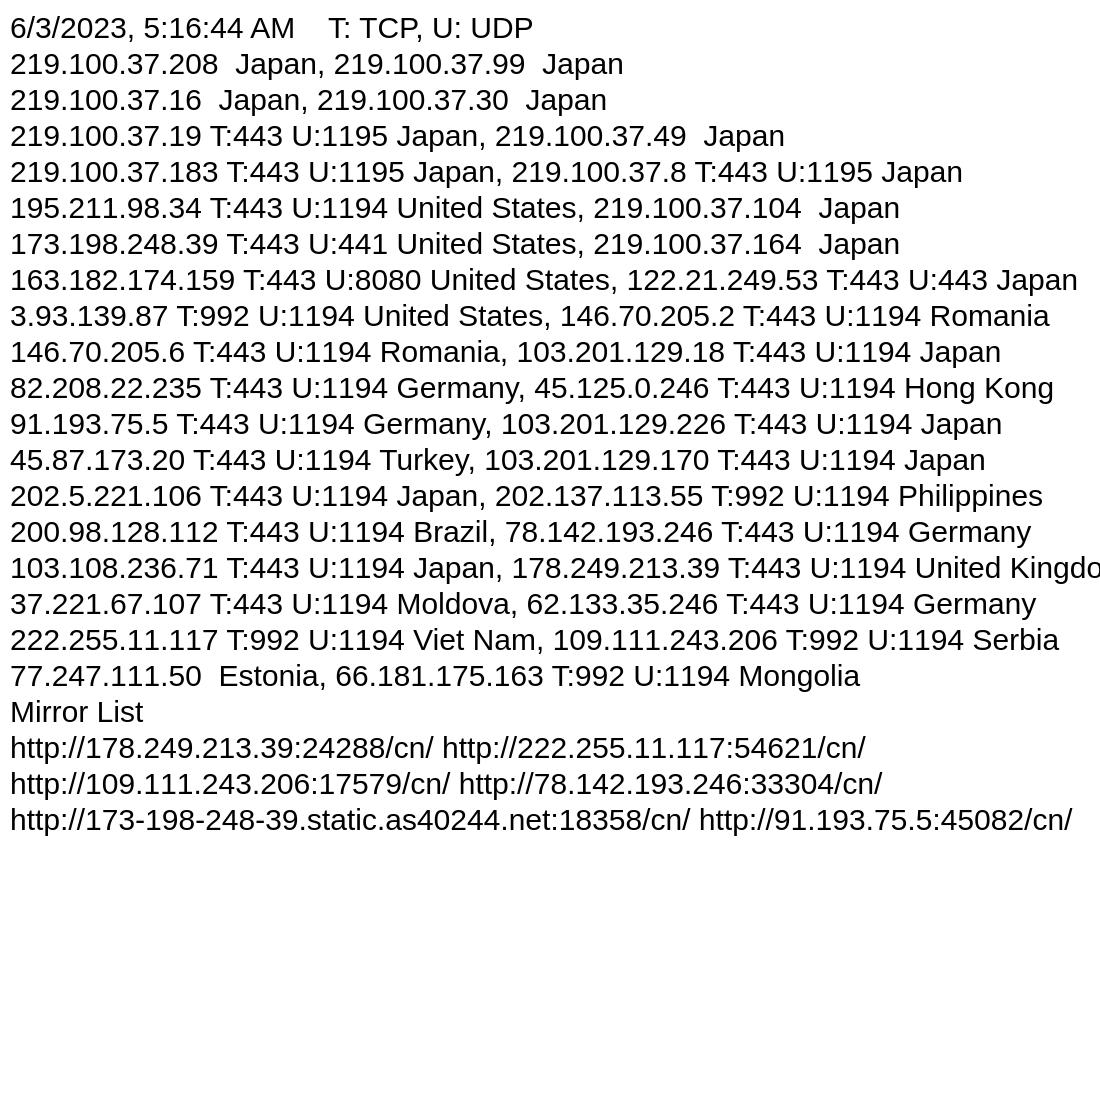 6/3/2023, 5:16:44 AM    T: TCP, U: UDP
219.100.37.208  Japan, 219.100.37.99  Japan
219.100.37.16  Japan, 219.100.37.30  Japan
219.100.37.19 T:443 U:1195 Japan, 219.100.37.49  Japan
219.100.37.183 T:443 U:1195 Japan, 219.100.37.8 T:443 U:1195 Japan
195.211.98.34 T:443 U:1194 United States, 219.100.37.104  Japan
173.198.248.39 T:443 U:441 United States, 219.100.37.164  Japan
163.182.174.159 T:443 U:8080 United States, 122.21.249.53 T:443 U:443 Japan
3.93.139.87 T:992 U:1194 United States, 146.70.205.2 T:443 U:1194 Romania
146.70.205.6 T:443 U:1194 Romania, 103.201.129.18 T:443 U:1194 Japan
82.208.22.235 T:443 U:1194 Germany, 45.125.0.246 T:443 U:1194 Hong Kong
91.193.75.5 T:443 U:1194 Germany, 103.201.129.226 T:443 U:1194 Japan
45.87.173.20 T:443 U:1194 Turkey, 103.201.129.170 T:443 U:1194 Japan
202.5.221.106 T:443 U:1194 Japan, 202.137.113.55 T:992 U:1194 Philippines
200.98.128.112 T:443 U:1194 Brazil, 78.142.193.246 T:443 U:1194 Germany
103.108.236.71 T:443 U:1194 Japan, 178.249.213.39 T:443 U:1194 United Kingdo
37.221.67.107 T:443 U:1194 Moldova, 62.133.35.246 T:443 U:1194 Germany
222.255.11.117 T:992 U:1194 Viet Nam, 109.111.243.206 T:992 U:1194 Serbia
77.247.111.50  Estonia, 66.181.175.163 T:992 U:1194 Mongolia
Mirror List
http://178.249.213.39:24288/cn/ http://222.255.11.117:54621/cn/
http://109.111.243.206:17579/cn/ http://78.142.193.246:33304/cn/
http://173-198-248-39.static.as40244.net:18358/cn/ http://91.193.75.5:45082/cn/